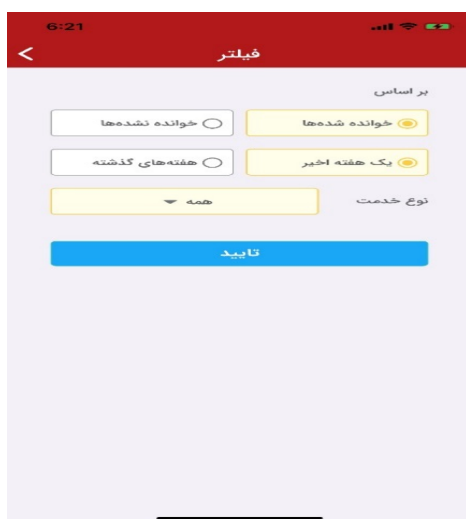 6:21
فیلتر
بر اساس
خوانده شده‌ها خوانده نشده‌ها
یک هفته اخیر هفته‌های گذشته
نوع خدمت همه
تایید